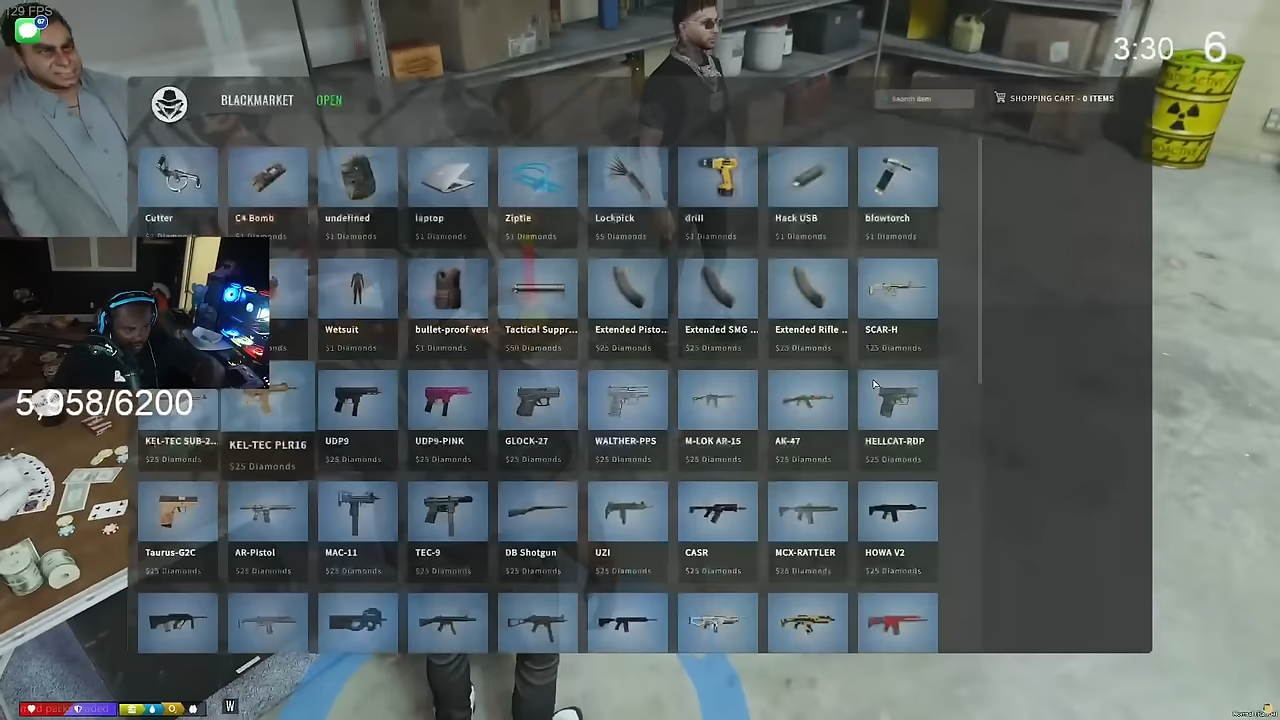 129 FPS
67
3:30 6
BLACKMARKET OPEN
Search item
SHOPPING CART - 0 ITEMS
Cutter C4 Bomb undefined laptop Ziptie Lockpick drill Hack USB blowtorch
$1 Diamonds $1 Diamonds $1 Diamonds $1 Diamonds $5 Diamonds $1 Diamonds $1 Diamonds
Wetsuit bullet-proof vest Tactical Suppr... Extended Pisto... Extended SMG ... Extended Rifle .. SCAR-H
$1 Diamonds $1 Diamonds $50 Diamonds $25 Diamonds $25 Diamonds $25 Diamonds $25 Diamonds
5,958/6200
KEL-TEC SUB-2... KEL-TEC PLR16 UDP9 UDP9-PINK GLOCK-27 WALTHER-PPS M-LOK AR-15 AK-47 HELLCAT-RDP
$25 Diamonds $25 Diamonds $25 Diamonds $25 Diamonds $25 Diamonds $25 Diamonds $25 Diamonds $25 Diamonds $25 Diamonds
Taurus-G2C AR-Pistol MAC-11 TEC-9 DB Shotgun UZI CASR MCX-RATTLER HOWA V2
$25 Diamonds $25 Diamonds $25 Diamonds $25 Diamonds $25 Diamonds $25 Diamonds $25 Diamonds $25 Diamonds $25 Diamonds
W